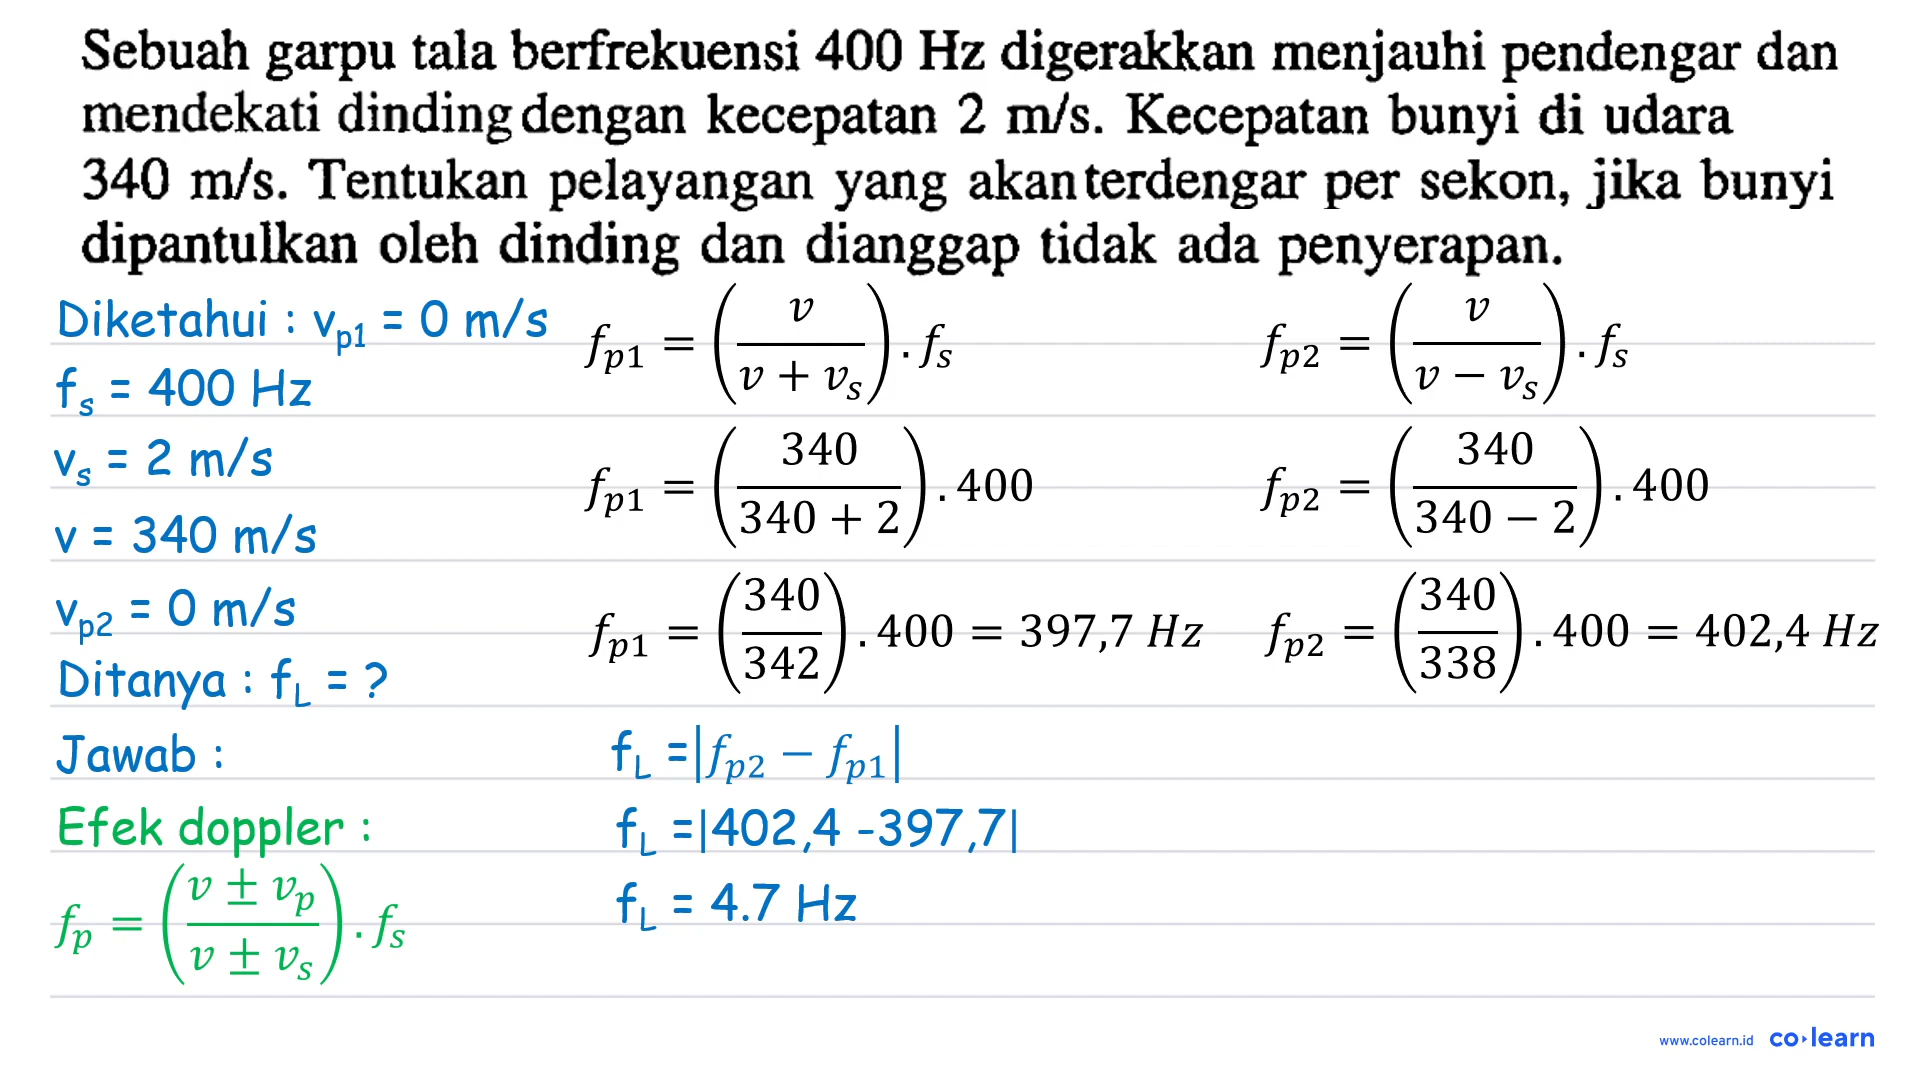 Sebuah garpu tala berfrekuensi 400 Hz digerakkan menjauhi pendengar dan
mendekati dinding dengan kecepatan 2 m/s. Kecepatan bunyi di udara
340 m/s. Tentukan pelayangan yang akan terdengar per sekon, jika bunyi
dipantulkan oleh dinding dan dianggap tidak ada penyerapan.
Diketahui : v_p1 = 0 m/s
f_s = 400 Hz
v_s = 2 m/s
v = 340 m/s
v_p2 = 0 m/s
Ditanya : f_L = ?
Jawab :
Efek doppler :
f_p = ((v ± v_p)/(v ± v_s)) . f_s
f_p1 = (v/(v + v_s)) . f_s
f_p1 = (340/(340 + 2)) . 400
f_p1 = (340/342) . 400 = 397,7 Hz
f_p2 = (v/(v − v_s)) . f_s
f_p2 = (340/(340 − 2)) . 400
f_p2 = (340/338) . 400 = 402,4 Hz
f_L = |f_p2 − f_p1|
f_L = |402,4 - 397,7|
f_L = 4.7 Hz
www.colearn.id co·learn